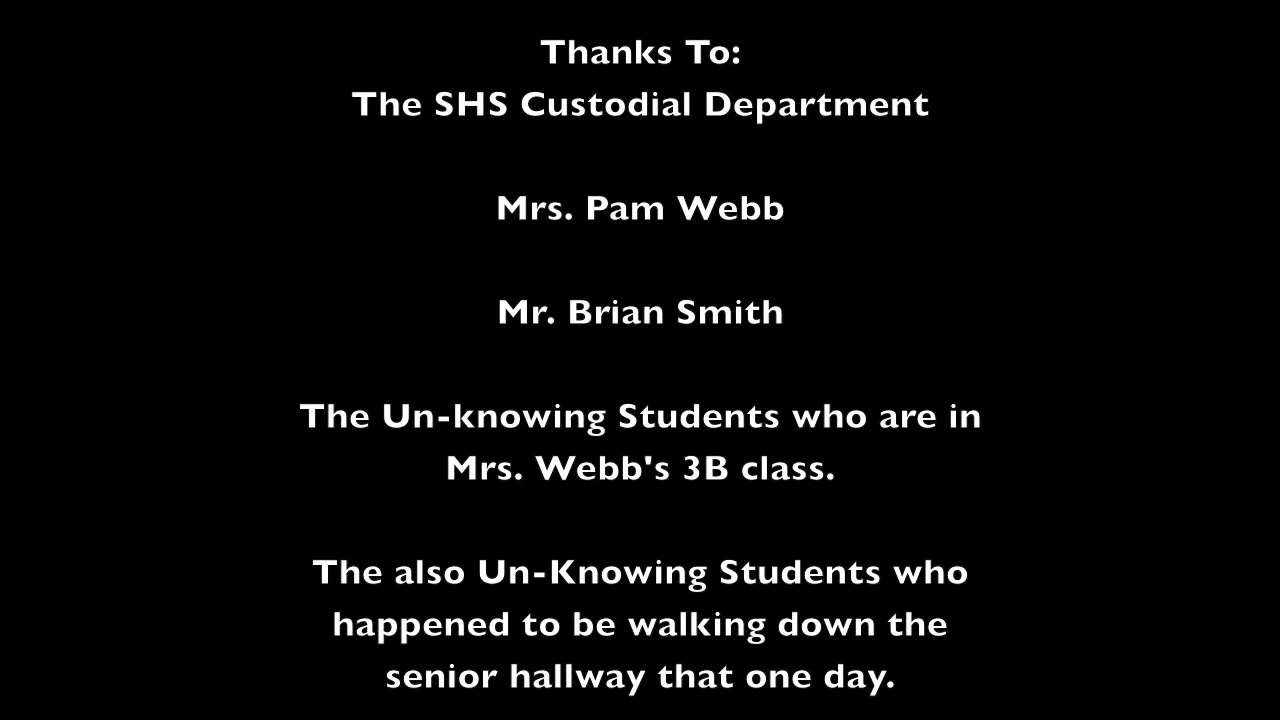 Thanks To:
The SHS Custodial Department
Mrs. Pam Webb
Mr. Brian Smith
The Un-knowing Students who are in
Mrs. Webb's 3B class.
The also Un-Knowing Students who
happened to be walking down the
senior hallway that one day.